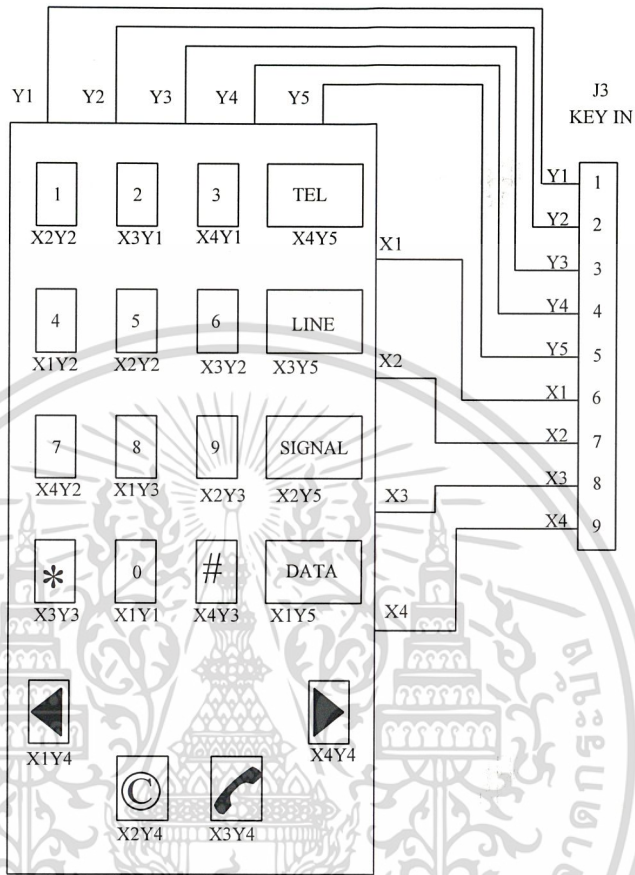 J3
KEY IN
Y1 Y2 Y3 Y4 Y5
Y1 1
1 2 3 TEL
X2Y2 X3Y1 X4Y1 X4Y5
Y2 2
X1
Y3 3
Y4 4
4 5 6 LINE
X1Y2 X2Y2 X3Y2 X3Y5
Y5 5
X2
X1 6
X2 7
7 8 9 SIGNAL
X4Y2 X1Y3 X2Y3 X2Y5
X3
X3 8
X4 9
* 0 # DATA
X3Y3 X1Y1 X4Y3 X1Y5
X4
X1Y4 X4Y4
©
X2Y4 X3Y4